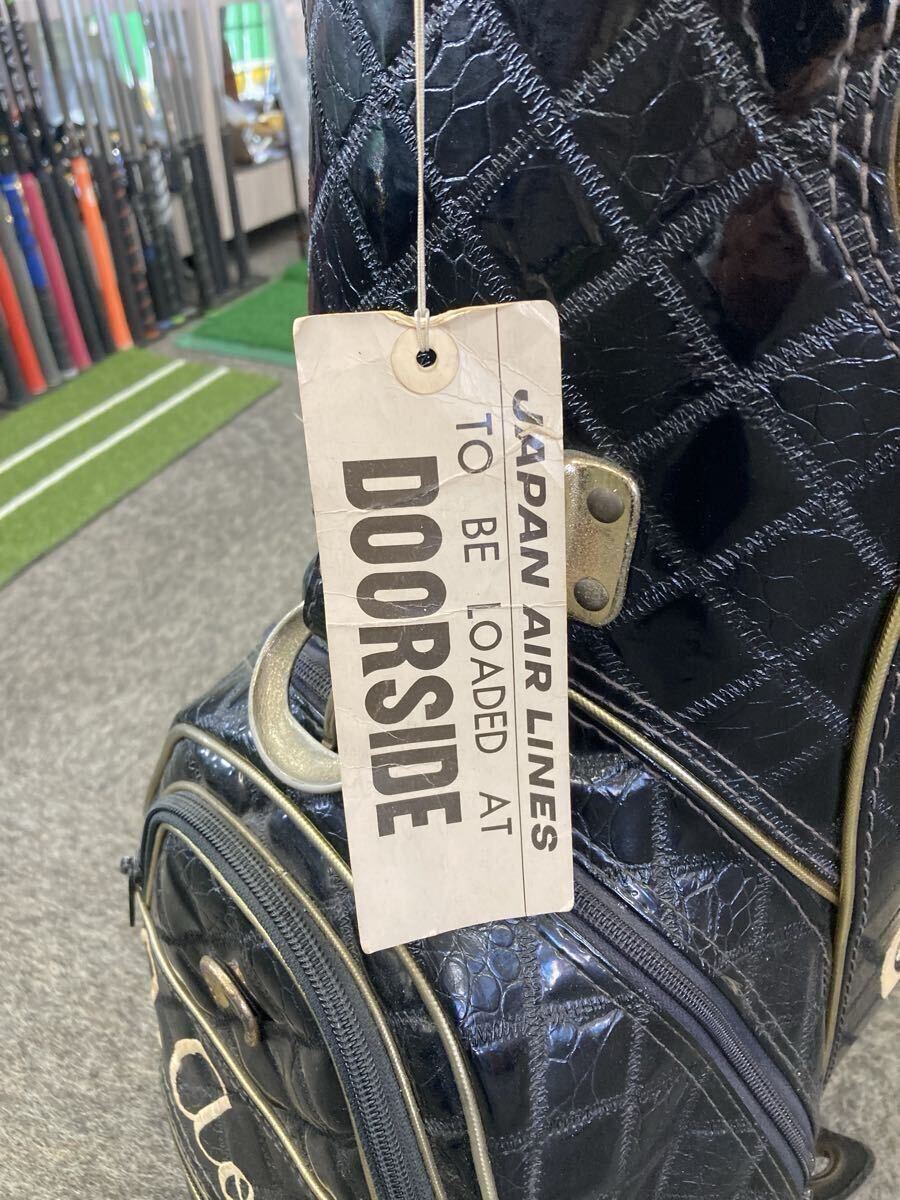 JAPAN AIR LINES
TO BE LOADED AT
DOORSIDE